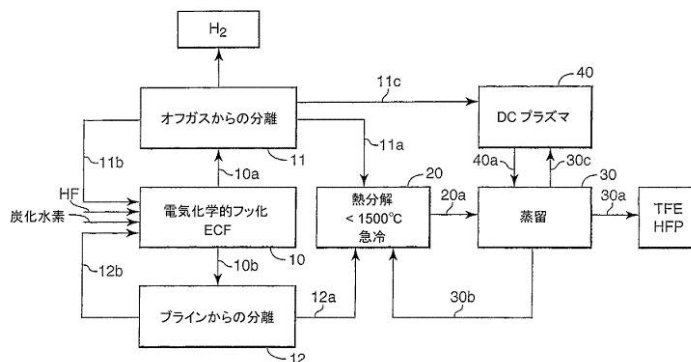 H2
11c
40
オフガスからの分離
DC プラズマ
11b
11
11a
10a
40a
30c
HF
炭化水素
電気化学的フッ化
ECF
20
熱分解
< 1500℃
急冷
20a
30
蒸留
30a
TFE
HFP
12b
10b
10
ブラインからの分離
12a
30b
12